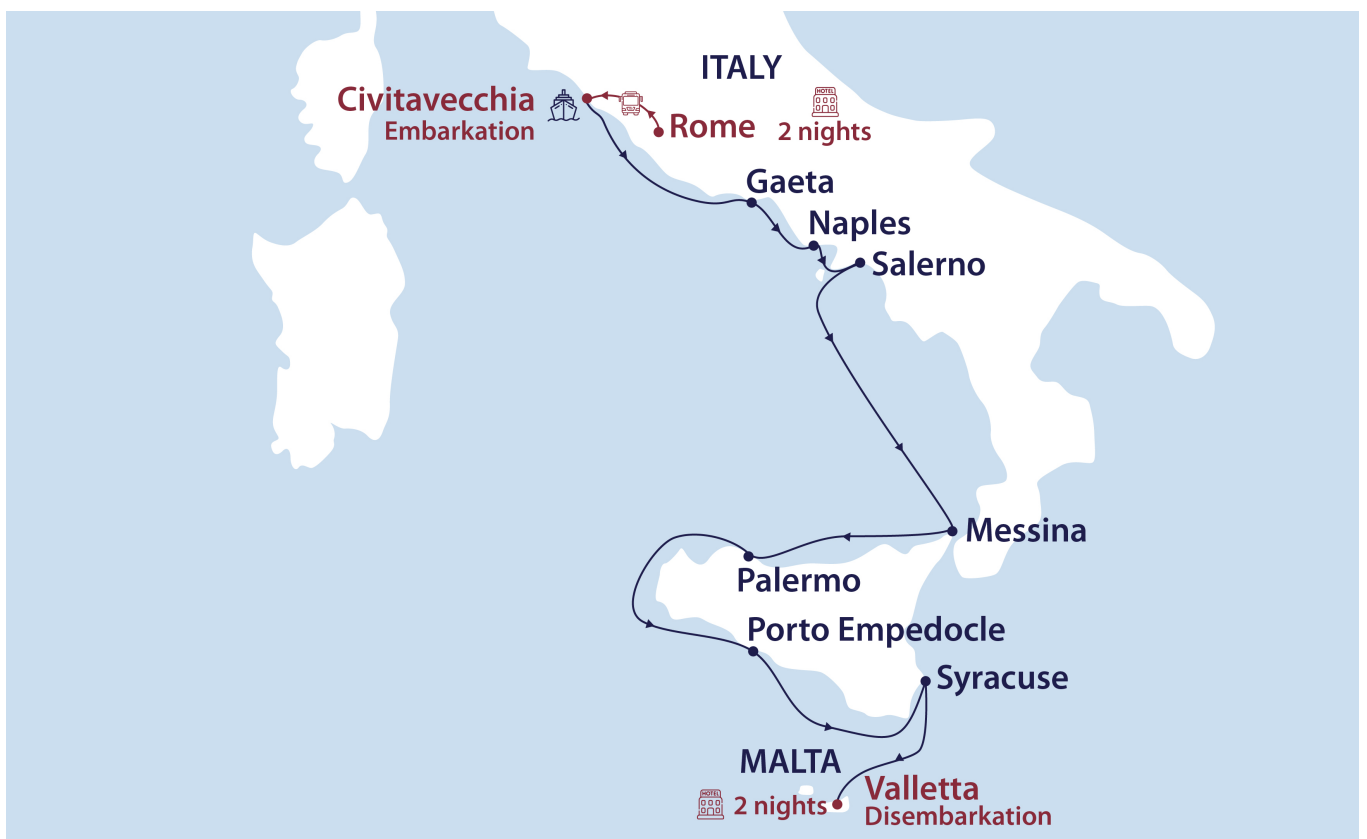 ITALY
Civitavecchia
Embarkation
HOTEL
Rome
2 nights
Gaeta
Naples
Salerno
Messina
Palermo
Porto Empedocle
Syracuse
MALTA
HOTEL
2 nights
Valletta
Disembarkation